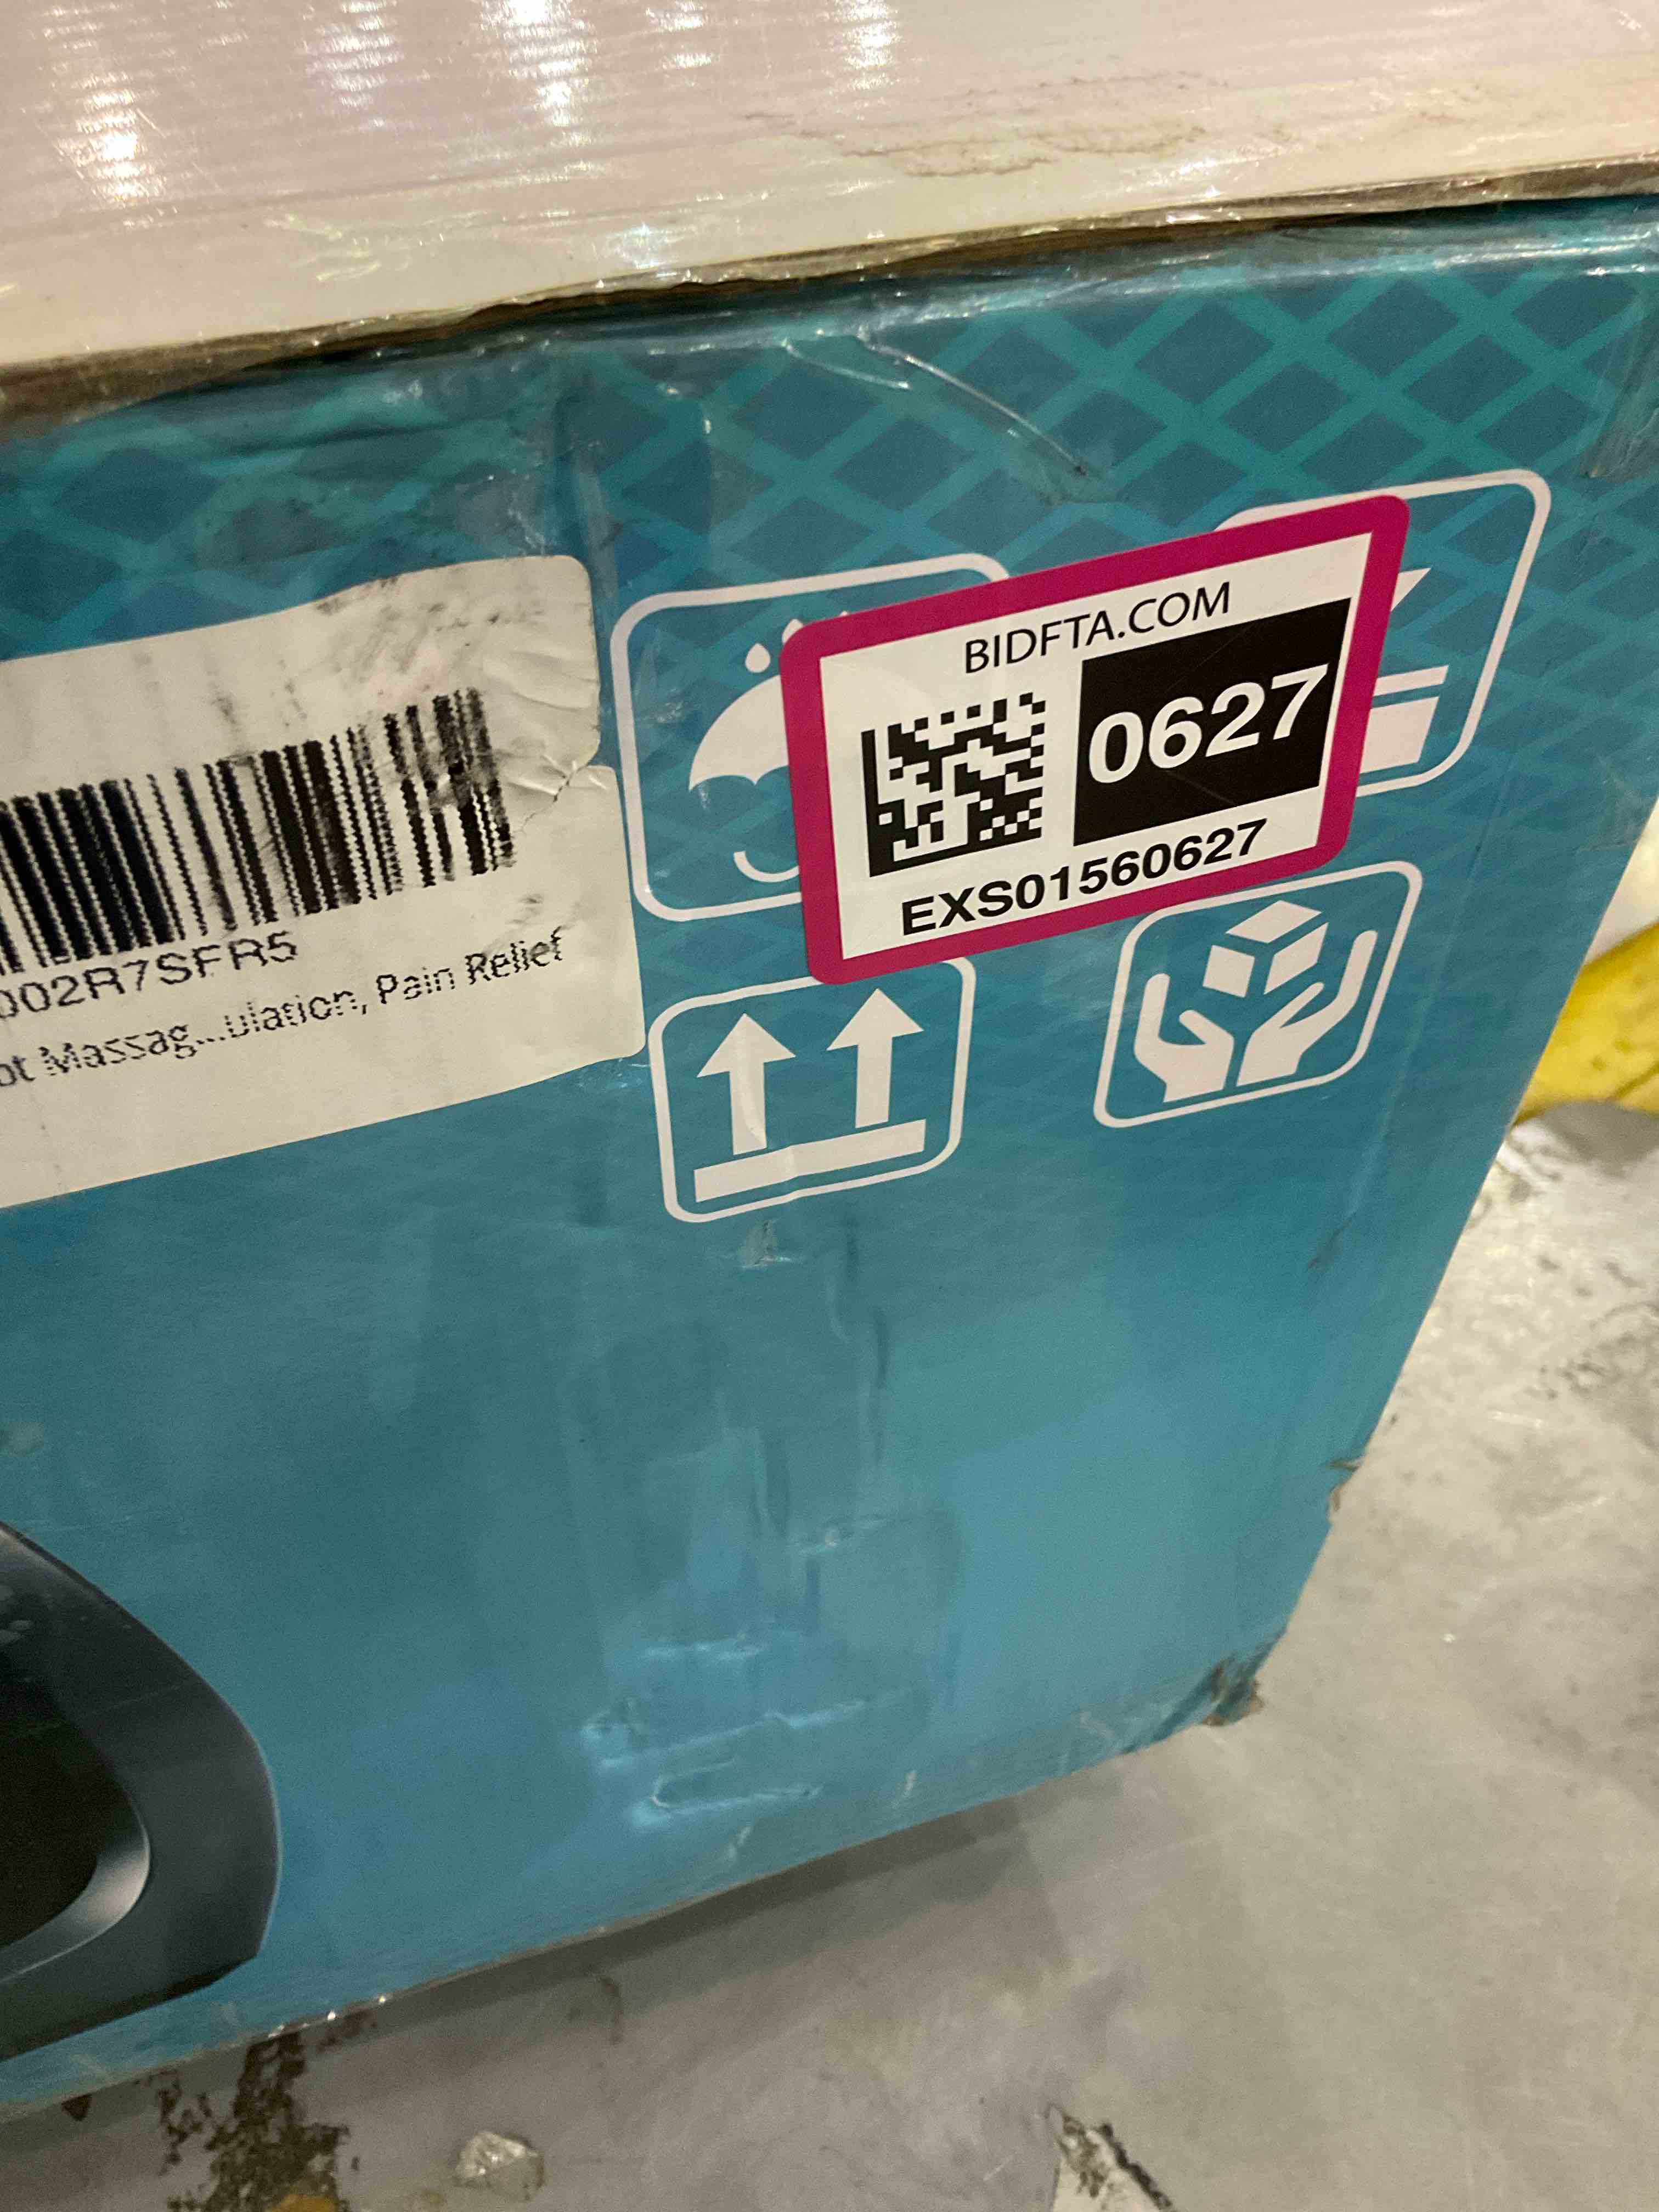 BIDFTA.COM
0627
EXS01560627
002R7SFR5
ot Massag...ulation, Pain Relief